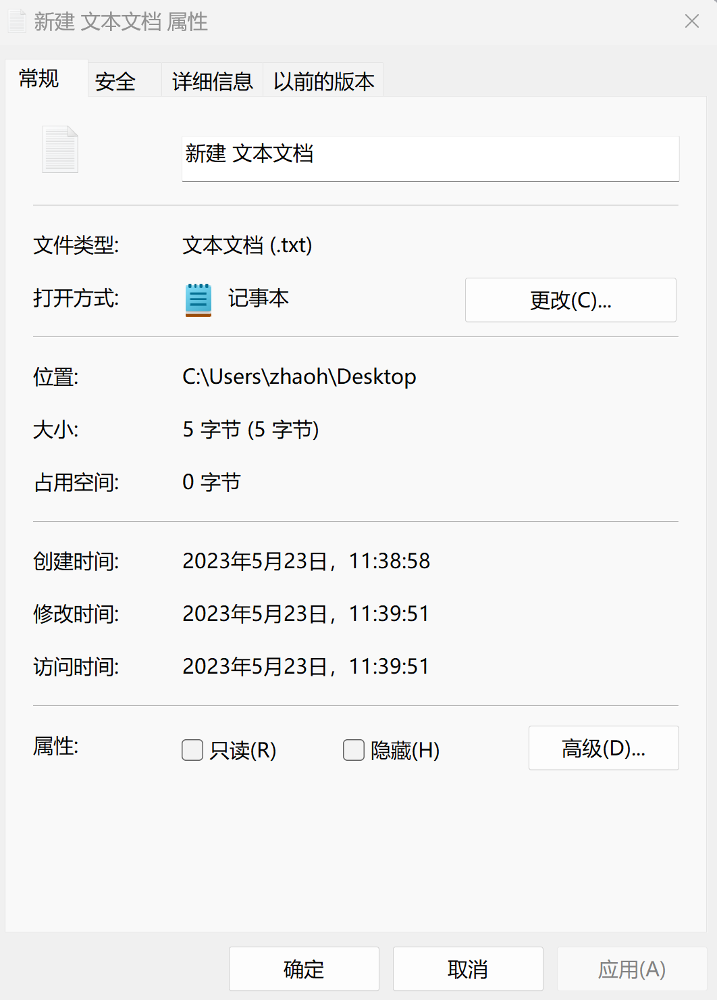 新建 文本文档 属性
常规 安全 详细信息 以前的版本
新建 文本文档
文件类型: 文本文档 (.txt)
打开方式: 记事本 更改(C)...
位置: C:\Users\zhaoh\Desktop
大小: 5 字节 (5 字节)
占用空间: 0 字节
创建时间: 2023年5月23日，11:38:58
修改时间: 2023年5月23日，11:39:51
访问时间: 2023年5月23日，11:39:51
属性: 只读(R) 隐藏(H) 高级(D)...
确定 取消 应用(A)